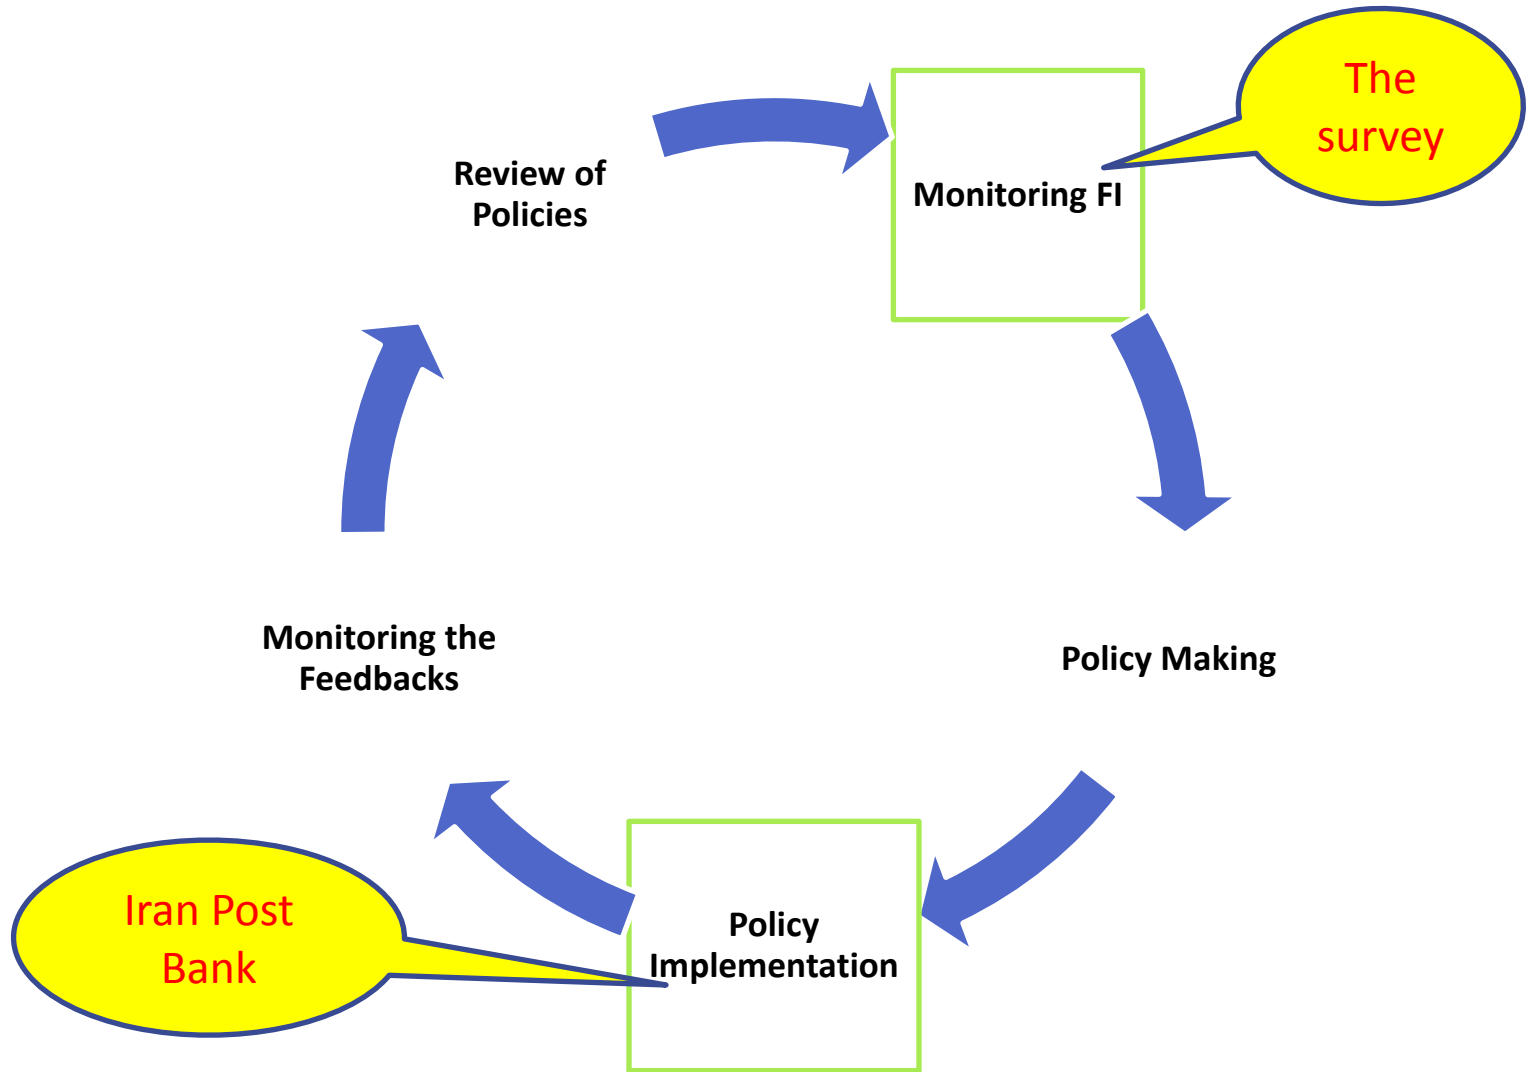 The
survey
Review of
Policies
Monitoring FI
Monitoring the
Feedbacks
Policy Making
Iran Post
Bank
Policy
Implementation